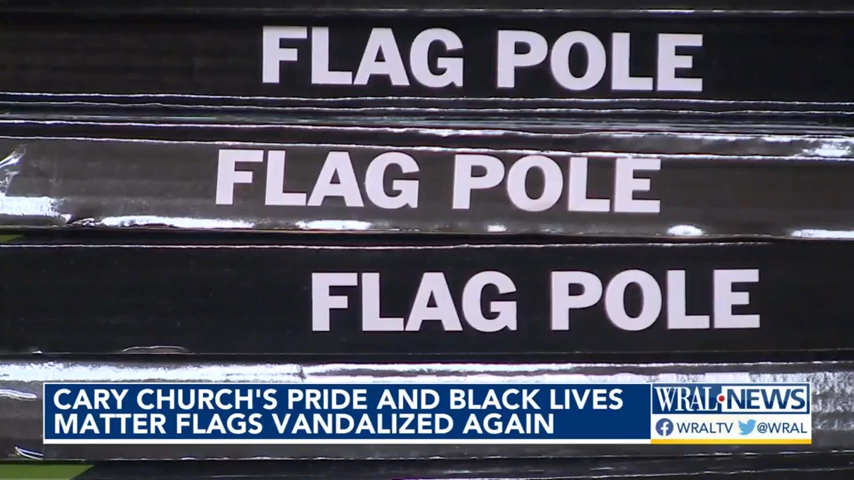 FLAG POLE
FLAG POLE
FLAG POLE
CARY CHURCH'S PRIDE AND BLACK LIVES
MATTER FLAGS VANDALIZED AGAIN
WRAL NEWS
WRALTV @WRAL